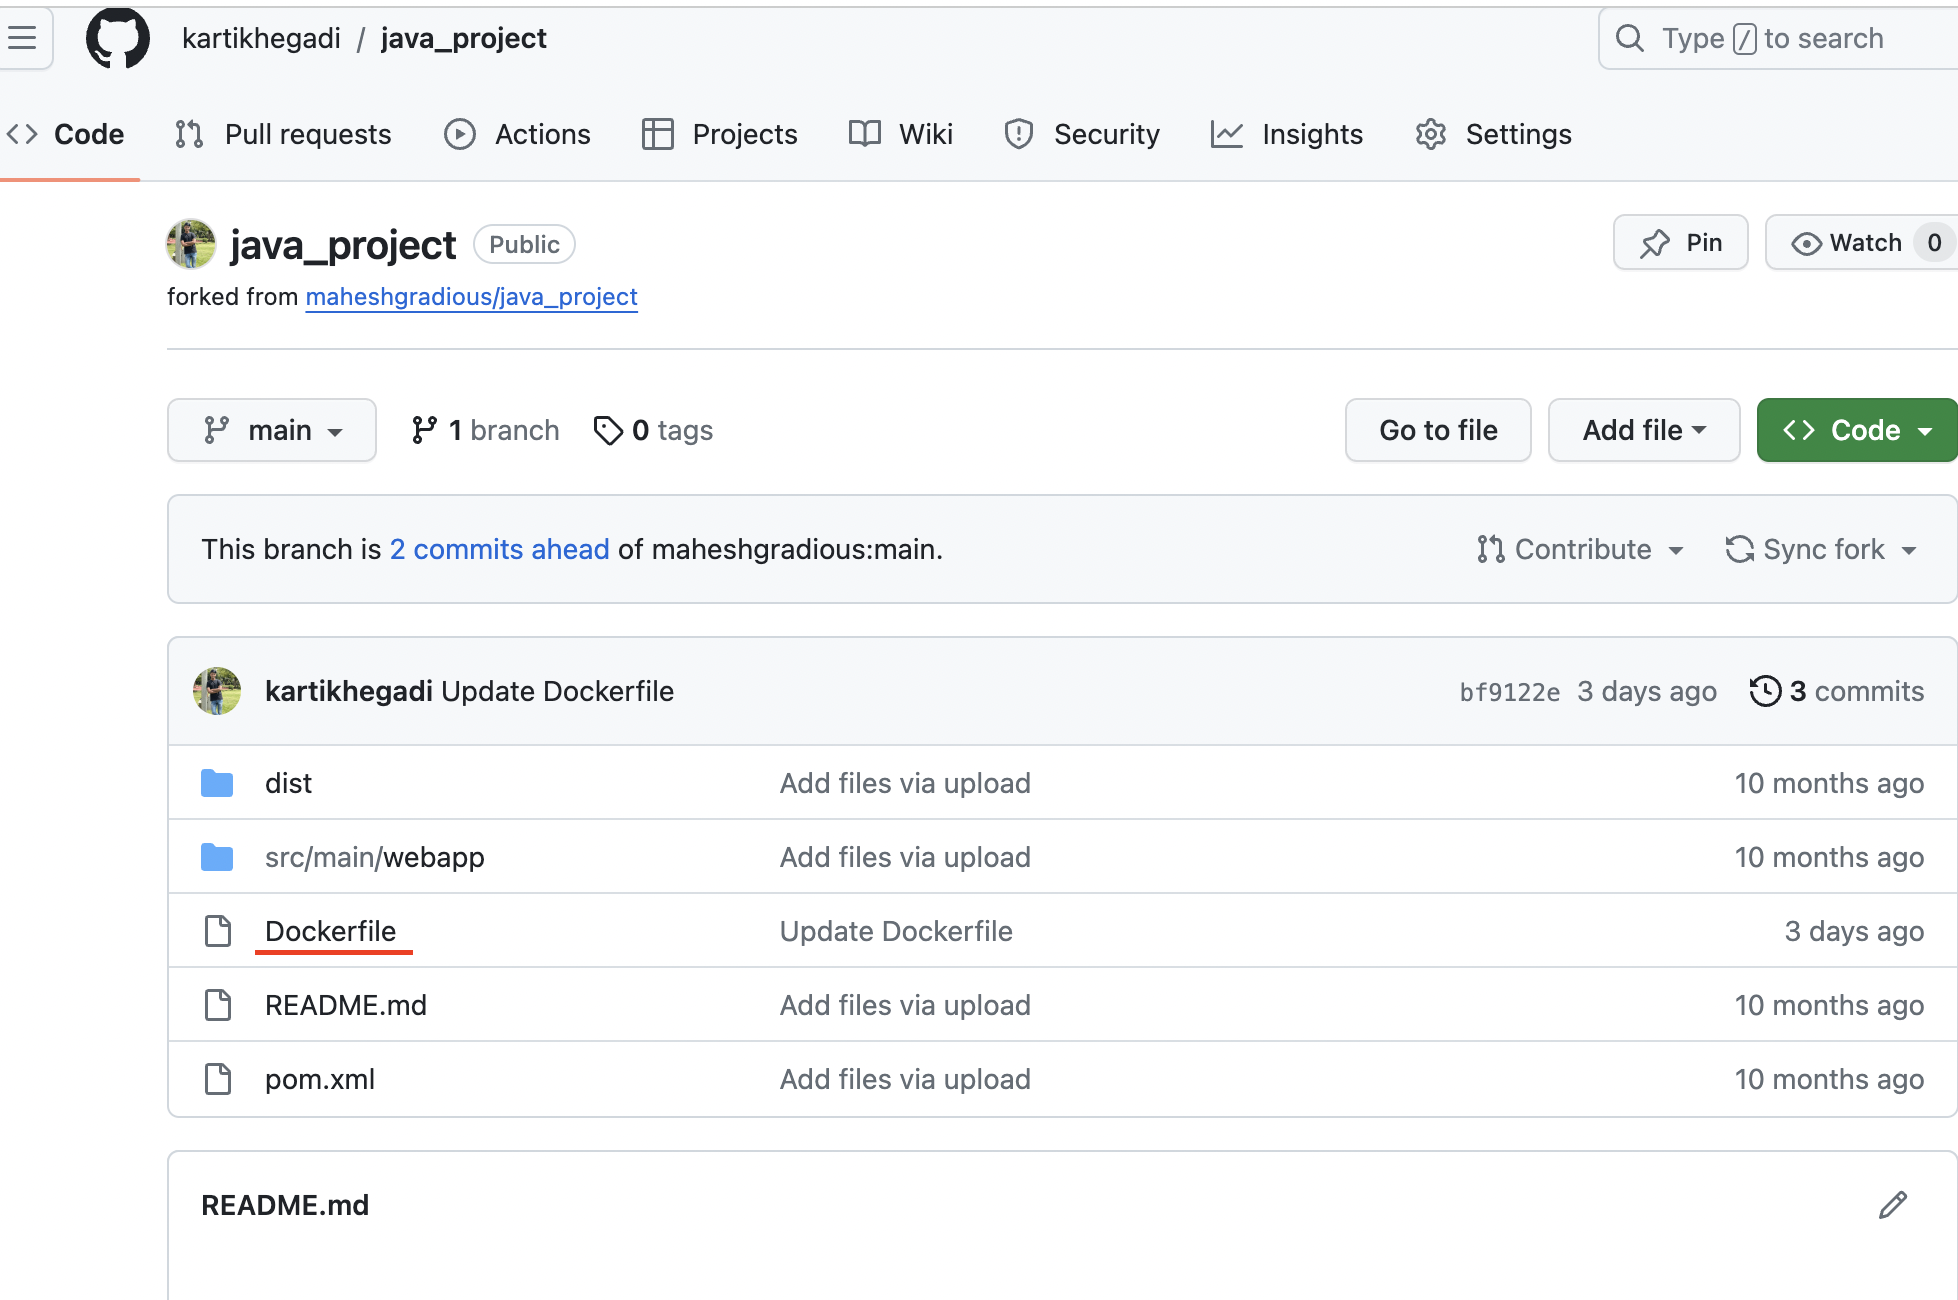 kartikhegadi / java_project
Type / to search
Code Pull requests Actions Projects Wiki Security Insights Settings
java_project Public
Pin Watch 0
forked from maheshgradious/java_project
main 1 branch 0 tags Go to file Add file Code
This branch is 2 commits ahead of maheshgradious:main.
Contribute Sync fork
kartikhegadi Update Dockerfile bf9122e 3 days ago 3 commits
dist Add files via upload 10 months ago
src/main/webapp Add files via upload 10 months ago
Dockerfile Update Dockerfile 3 days ago
README.md Add files via upload 10 months ago
pom.xml Add files via upload 10 months ago
README.md